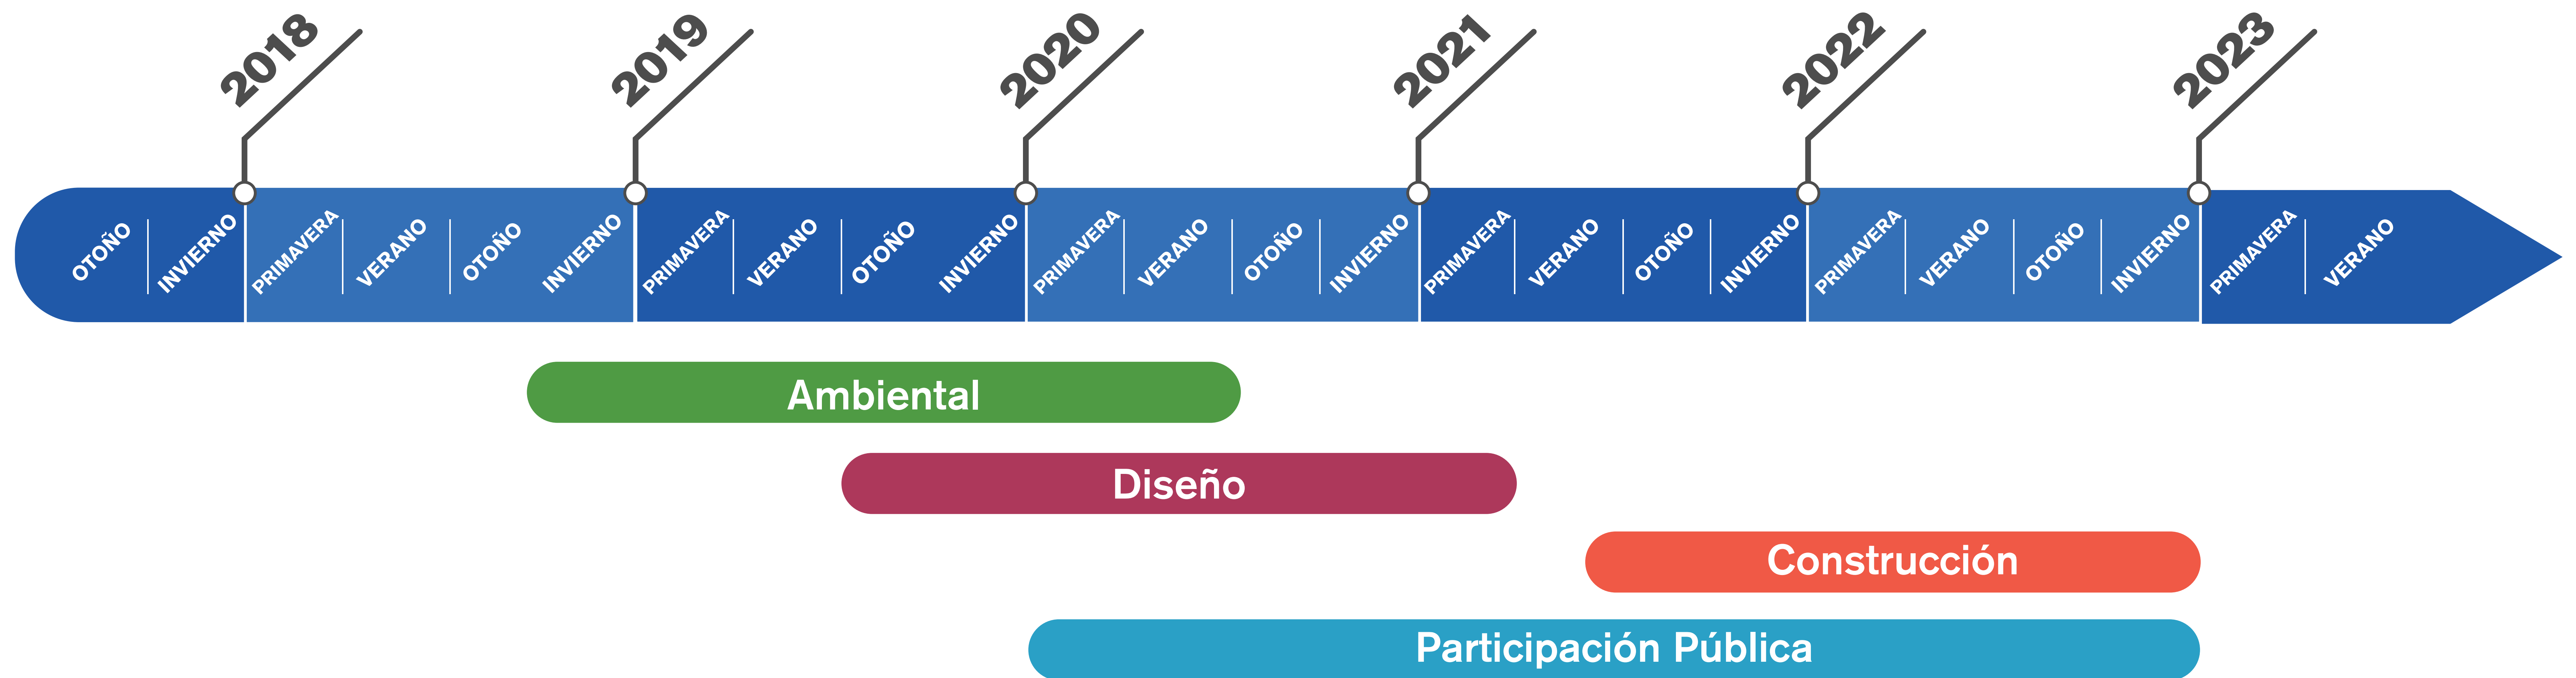 2018
2019
2020
2021
2022
2023
OTOÑO
INVIERNO
PRIMAVERA
VERANO
OTOÑO
INVIERNO
PRIMAVERA
VERANO
OTOÑO
INVIERNO
PRIMAVERA
VERANO
OTOÑO
INVIERNO
PRIMAVERA
VERANO
OTOÑO
INVIERNO
PRIMAVERA
VERANO
OTOÑO
INVIERNO
PRIMAVERA
VERANO
Ambiental
Diseño
Construcción
Participación Pública